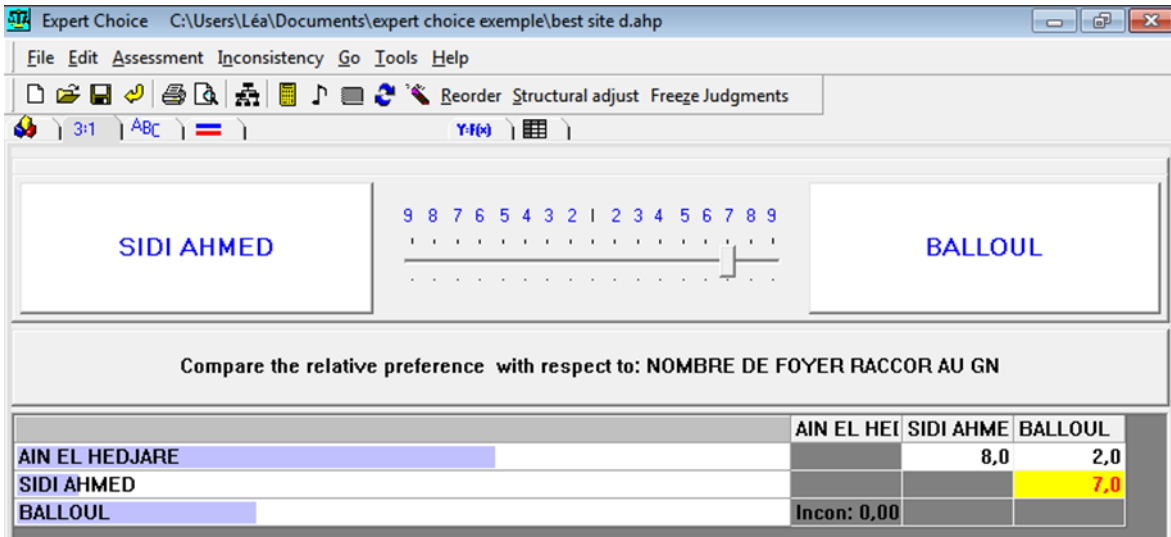 Expert Choice C:\Users\Léa\Documents\expert choice exemple\best site d.ahp
File Edit Assessment Inconsistency Go Tools Help
Reorder Structural adjust Freeze Judgments
3:1 ABC Y:F(x)
9 8 7 6 5 4 3 2 1 2 3 4 5 6 7 8 9
SIDI AHMED BALLOUL
Compare the relative preference with respect to: NOMBRE DE FOYER RACCOR AU GN
AIN EL HEI SIDI AHME BALLOUL
AIN EL HEDJARE 8,0 2,0
SIDI AHMED 7,0
BALLOUL Incon: 0,00